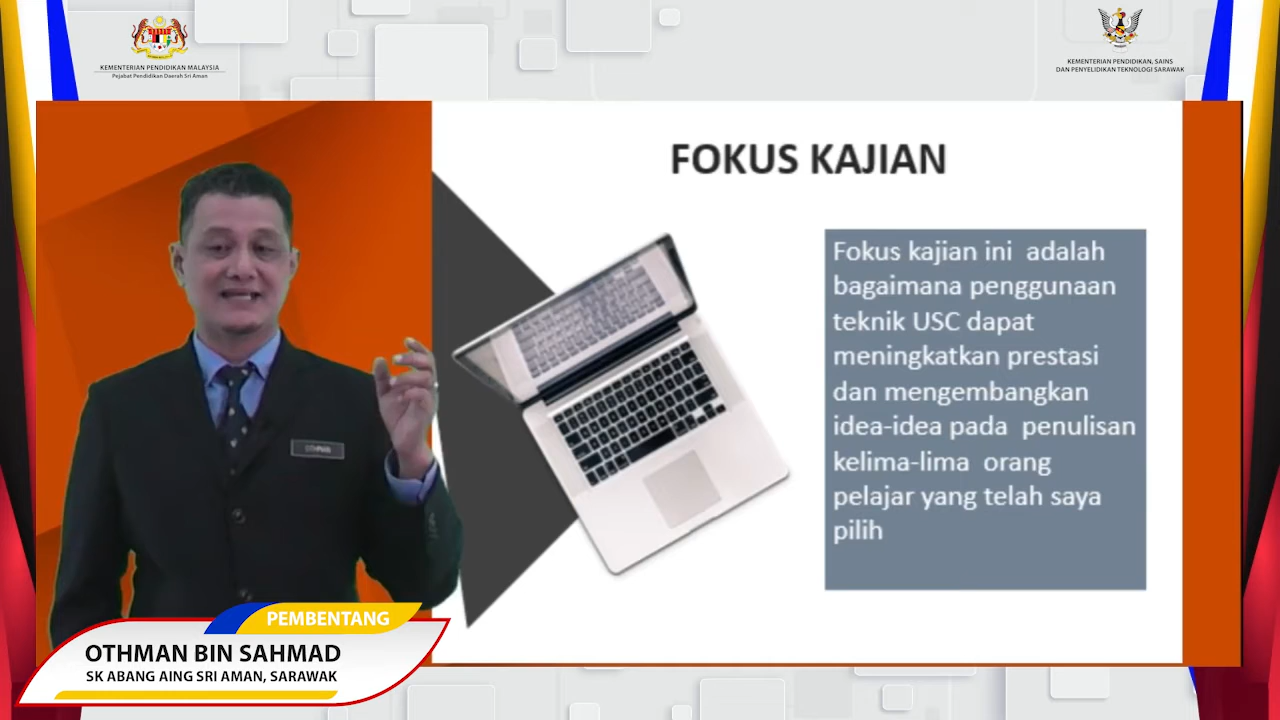 KEMENTERIAN PENDIDIKAN MALAYSIA
Pejabat Pendidikan Daerah Sri Aman
KEMENTERIAN PENDIDIKAN, SAINS
DAN PENYELIDIKAN TEKNOLOGI SARAWAK
FOKUS KAJIAN
Fokus kajian ini adalah
bagaimana penggunaan
teknik USC dapat
meningkatkan prestasi
dan mengembangkan
idea-idea pada penulisan
kelima-lima orang
pelajar yang telah saya
pilih
OTHMAN
PEMBENTANG
OTHMAN BIN SAHMAD
SK ABANG AING SRI AMAN, SARAWAK